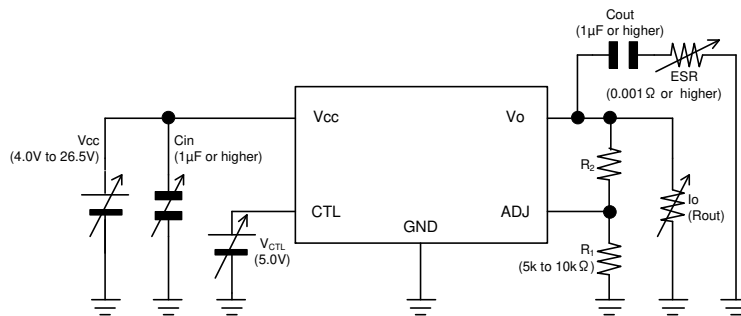 Cout
(1µF or higher)
ESR
(0.001Ω or higher)
Vcc
(4.0V to 26.5V)
Cin
(1µF or higher)
Vcc
Vo
CTL
ADJ
GND
VCTL
(5.0V)
R2
R1
(5k to 10kΩ)
Io
(Rout)